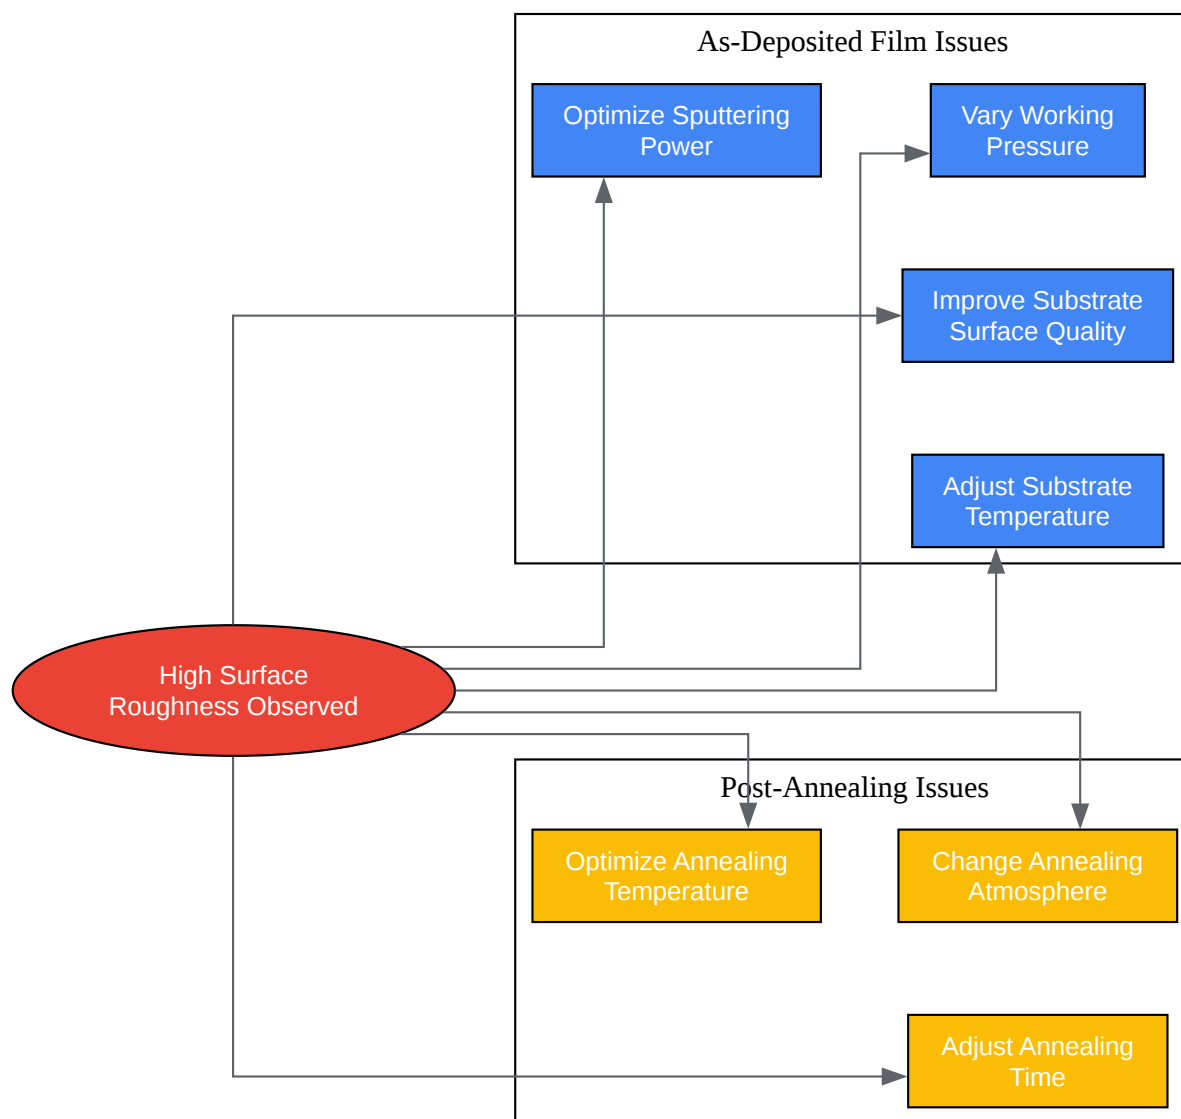 As-Deposited Film Issues
Optimize Sputtering
Power
Vary Working
Pressure
Improve Substrate
Surface Quality
Adjust Substrate
Temperature
High Surface
Roughness Observed
Post-Annealing Issues
Optimize Annealing
Temperature
Change Annealing
Atmosphere
Adjust Annealing
Time